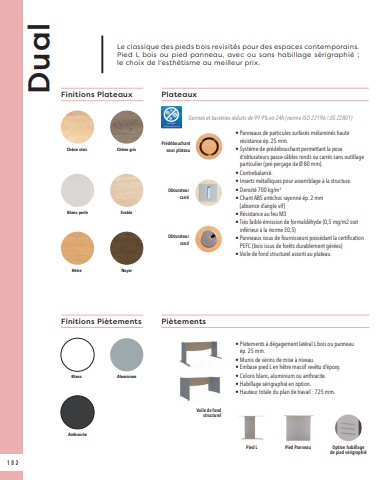 Dual
Le classique des pieds bois revisités pour des espaces contemporains.
Pied L bois ou pied panneau, avec ou sans habillage sérigraphié ;
le choix de l'esthétisme au meilleur prix.
Finitions Plateaux
Chêne clair
Chêne gris
Blanc perle
Erable
Hêtre
Noyer
Plateaux
Germes et bactéries réduits de 99.9% en 24h (norme ISO 22196 / JIS Z2801)
Prédébouchant
sous plateau
Obturateur
carré
Obturateur
rond
• Panneaux de particules surfacés mélaminés haute
résistance ép. 25 mm.
• Système de prédébouchant permettant la pose
d'obturateurs passe-câbles ronds ou carrés sans outillage
particulier (pré-perçage de Ø 80 mm).
• Contrebalancé.
• Inserts métalliques pour assemblage à la structure.
• Densité 700 kg/m³
• Chant ABS antichoc rayonné ép. 2 mm
(absence d'angle vif)
• Résistance au feu M3
• Très faible émission de formaldéhyde (0,5 mg/m2 soit
inférieur à la norme E0,5)
• Panneaux issus de fournisseurs possédant la certification
PEFC (bois issus de forêts durablement gérées)
• Voile de fond structurel assorti au plateau.
Finitions Piètements
Blanc
Aluminium
Anthracite
Piètements
• Piètements à dégagement latéral L bois ou panneau
ép. 25 mm.
• Munis de vérins de mise à niveau.
• Embase pied L en hêtre massif revêtu d'époxy.
• Coloris blanc, aluminium ou anthracite.
• Habillage sérigraphié en option.
• Hauteur totale du plan de travail : 725 mm.
Voile de fond
structurel
Pied L
Pied Panneau
Option habillage
de pied sérigraphié
182